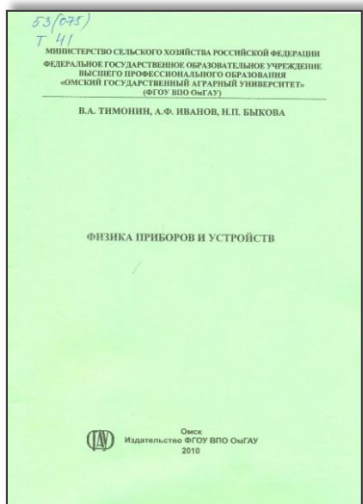 53(075)
Т 41
МИНИСТЕРСТВО СЕЛЬСКОГО ХОЗЯЙСТВА РОССИЙСКОЙ ФЕДЕРАЦИИ
ФЕДЕРАЛЬНОЕ ГОСУДАРСТВЕННОЕ ОБРАЗОВАТЕЛЬНОЕ УЧРЕЖДЕНИЕ
ВЫСШЕГО ПРОФЕССИОНАЛЬНОГО ОБРАЗОВАНИЯ
«ОМСКИЙ ГОСУДАРСТВЕННЫЙ АГРАРНЫЙ УНИВЕРСИТЕТ»
(ФГОУ ВПО ОмГАУ)
В.А. ТИМОНИН, А.Ф. ИВАНОВ, Н.П. БЫКОВА
ФИЗИКА ПРИБОРОВ И УСТРОЙСТВ
Омск
Издательство ФГОУ ВПО ОмГАУ
2010